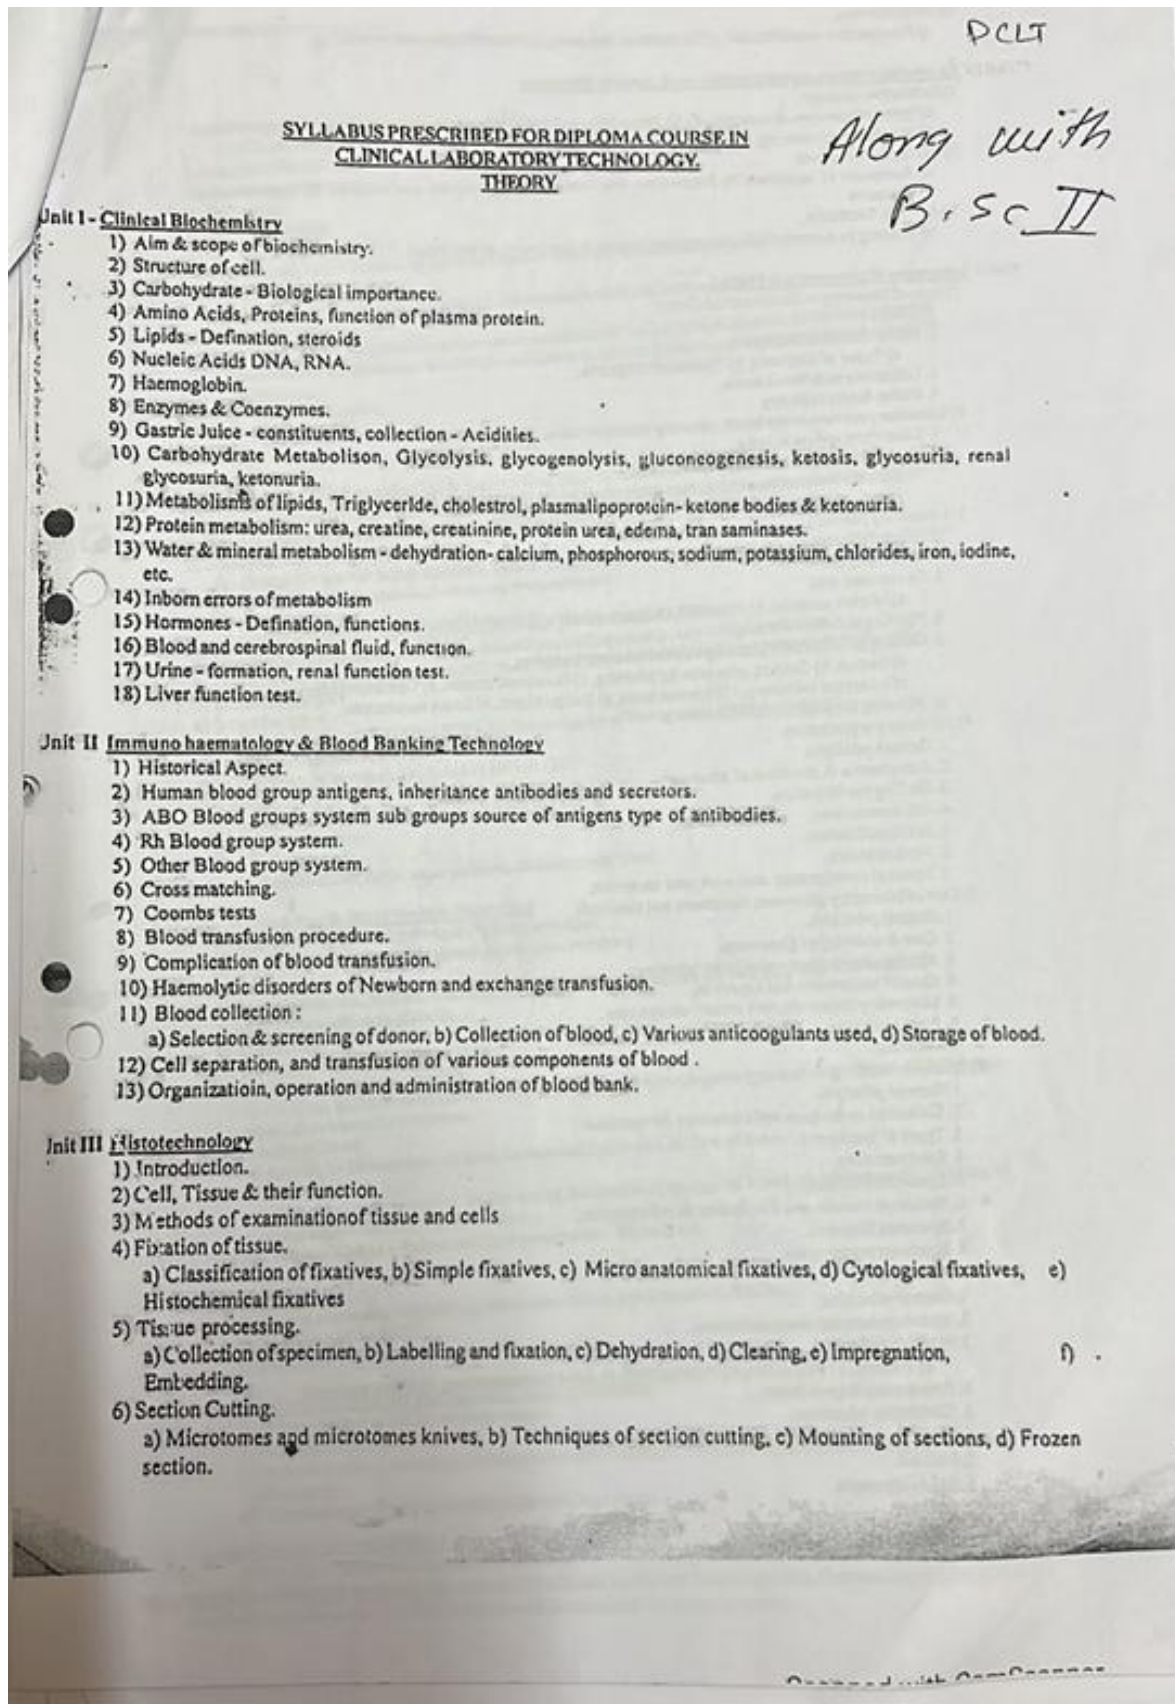 DCLT
Along with
B.Sc II
SYLLABUS PRESCRIBED FOR DIPLOMA COURSE IN
CLINICAL LABORATORY TECHNOLOGY.
THEORY
Unit I - Clinical Biochemistry
1) Aim & scope of biochemistry.
2) Structure of cell.
3) Carbohydrate - Biological importance.
4) Amino Acids, Proteins, function of plasma protein.
5) Lipids - Defination, steroids
6) Nucleic Acids DNA, RNA.
7) Haemoglobin.
8) Enzymes & Coenzymes.
9) Gastric Juice - constituents, collection - Acidities.
10) Carbohydrate Metabolison, Glycolysis, glycogenolysis, gluconeogenesis, ketosis, glycosuria, renal
glycosuria, ketonuria.
11) Metabolisms of lipids, Triglyceride, cholestrol, plasmalipoprotein- ketone bodies & ketonuria.
12) Protein metabolism: urea, creatine, creatinine, protein urea, edema, tran saminases.
13) Water & mineral metabolism - dehydration- calcium, phosphorous, sodium, potassium, chlorides, iron, iodine,
etc.
14) Inborn errors of metabolism
15) Hormones - Defination, functions.
16) Blood and cerebrospinal fluid, function.
17) Urine - formation, renal function test.
18) Liver function test.
Unit II Immuno haematology & Blood Banking Technology
1) Historical Aspect.
2) Human blood group antigens, inheritance antibodies and secretors.
3) ABO Blood groups system sub groups source of antigens type of antibodies.
4) Rh Blood group system.
5) Other Blood group system.
6) Cross matching.
7) Coombs tests
8) Blood transfusion procedure.
9) Complication of blood transfusion.
10) Haemolytic disorders of Newborn and exchange transfusion.
11) Blood collection :
a) Selection & screening of donor, b) Collection of blood, c) Various anticoogulants used, d) Storage of blood.
12) Cell separation, and transfusion of various components of blood .
13) Organizatioin, operation and administration of blood bank.
Unit III Histotechnology
1) Introduction.
2) Cell, Tissue & their function.
3) Methods of examinationof tissue and cells
4) Fixation of tissue.
a) Classification of fixatives, b) Simple fixatives, c) Micro anatomical fixatives, d) Cytological fixatives, e)
Histochemical fixatives
5) Tissue processing.
a) Collection of specimen, b) Labelling and fixation, c) Dehydration, d) Clearing, e) Impregnation, f) .
Embedding.
6) Section Cutting.
a) Microtomes and microtomes knives, b) Techniques of section cutting, c) Mounting of sections, d) Frozen
section.